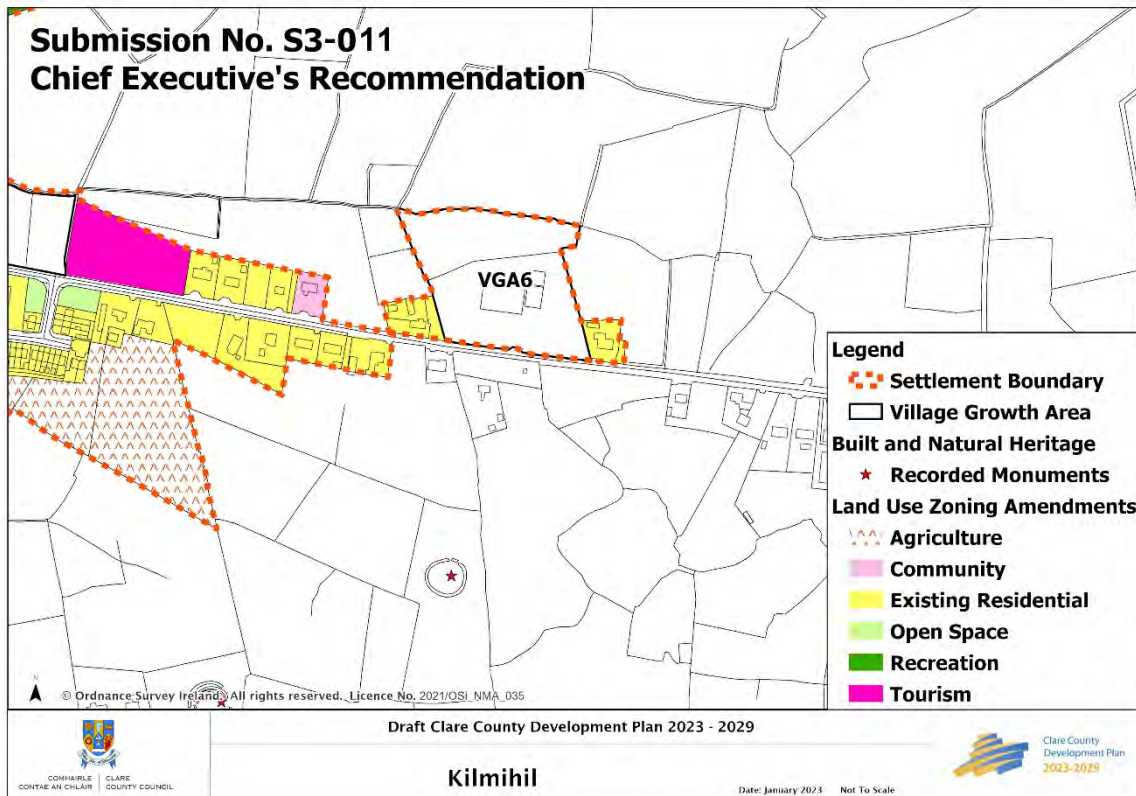 Submission No. S3-011
Chief Executive's Recommendation
VGA6
Legend
Settlement Boundary
Village Growth Area
Built and Natural Heritage
Recorded Monuments
Land Use Zoning Amendments
Agriculture
Community
Existing Residential
Open Space
Recreation
Tourism
N
© Ordnance Survey Ireland. All rights reserved. Licence No. 2021/OSi_NMA_035
Draft Clare County Development Plan 2023 - 2029
Kilmihil
Date: January 2023 Not To Scale
COMHAIRLE CONTAE AN CHLÁIR
CLARE COUNTY COUNCIL
Clare County
Development Plan
2023-2029